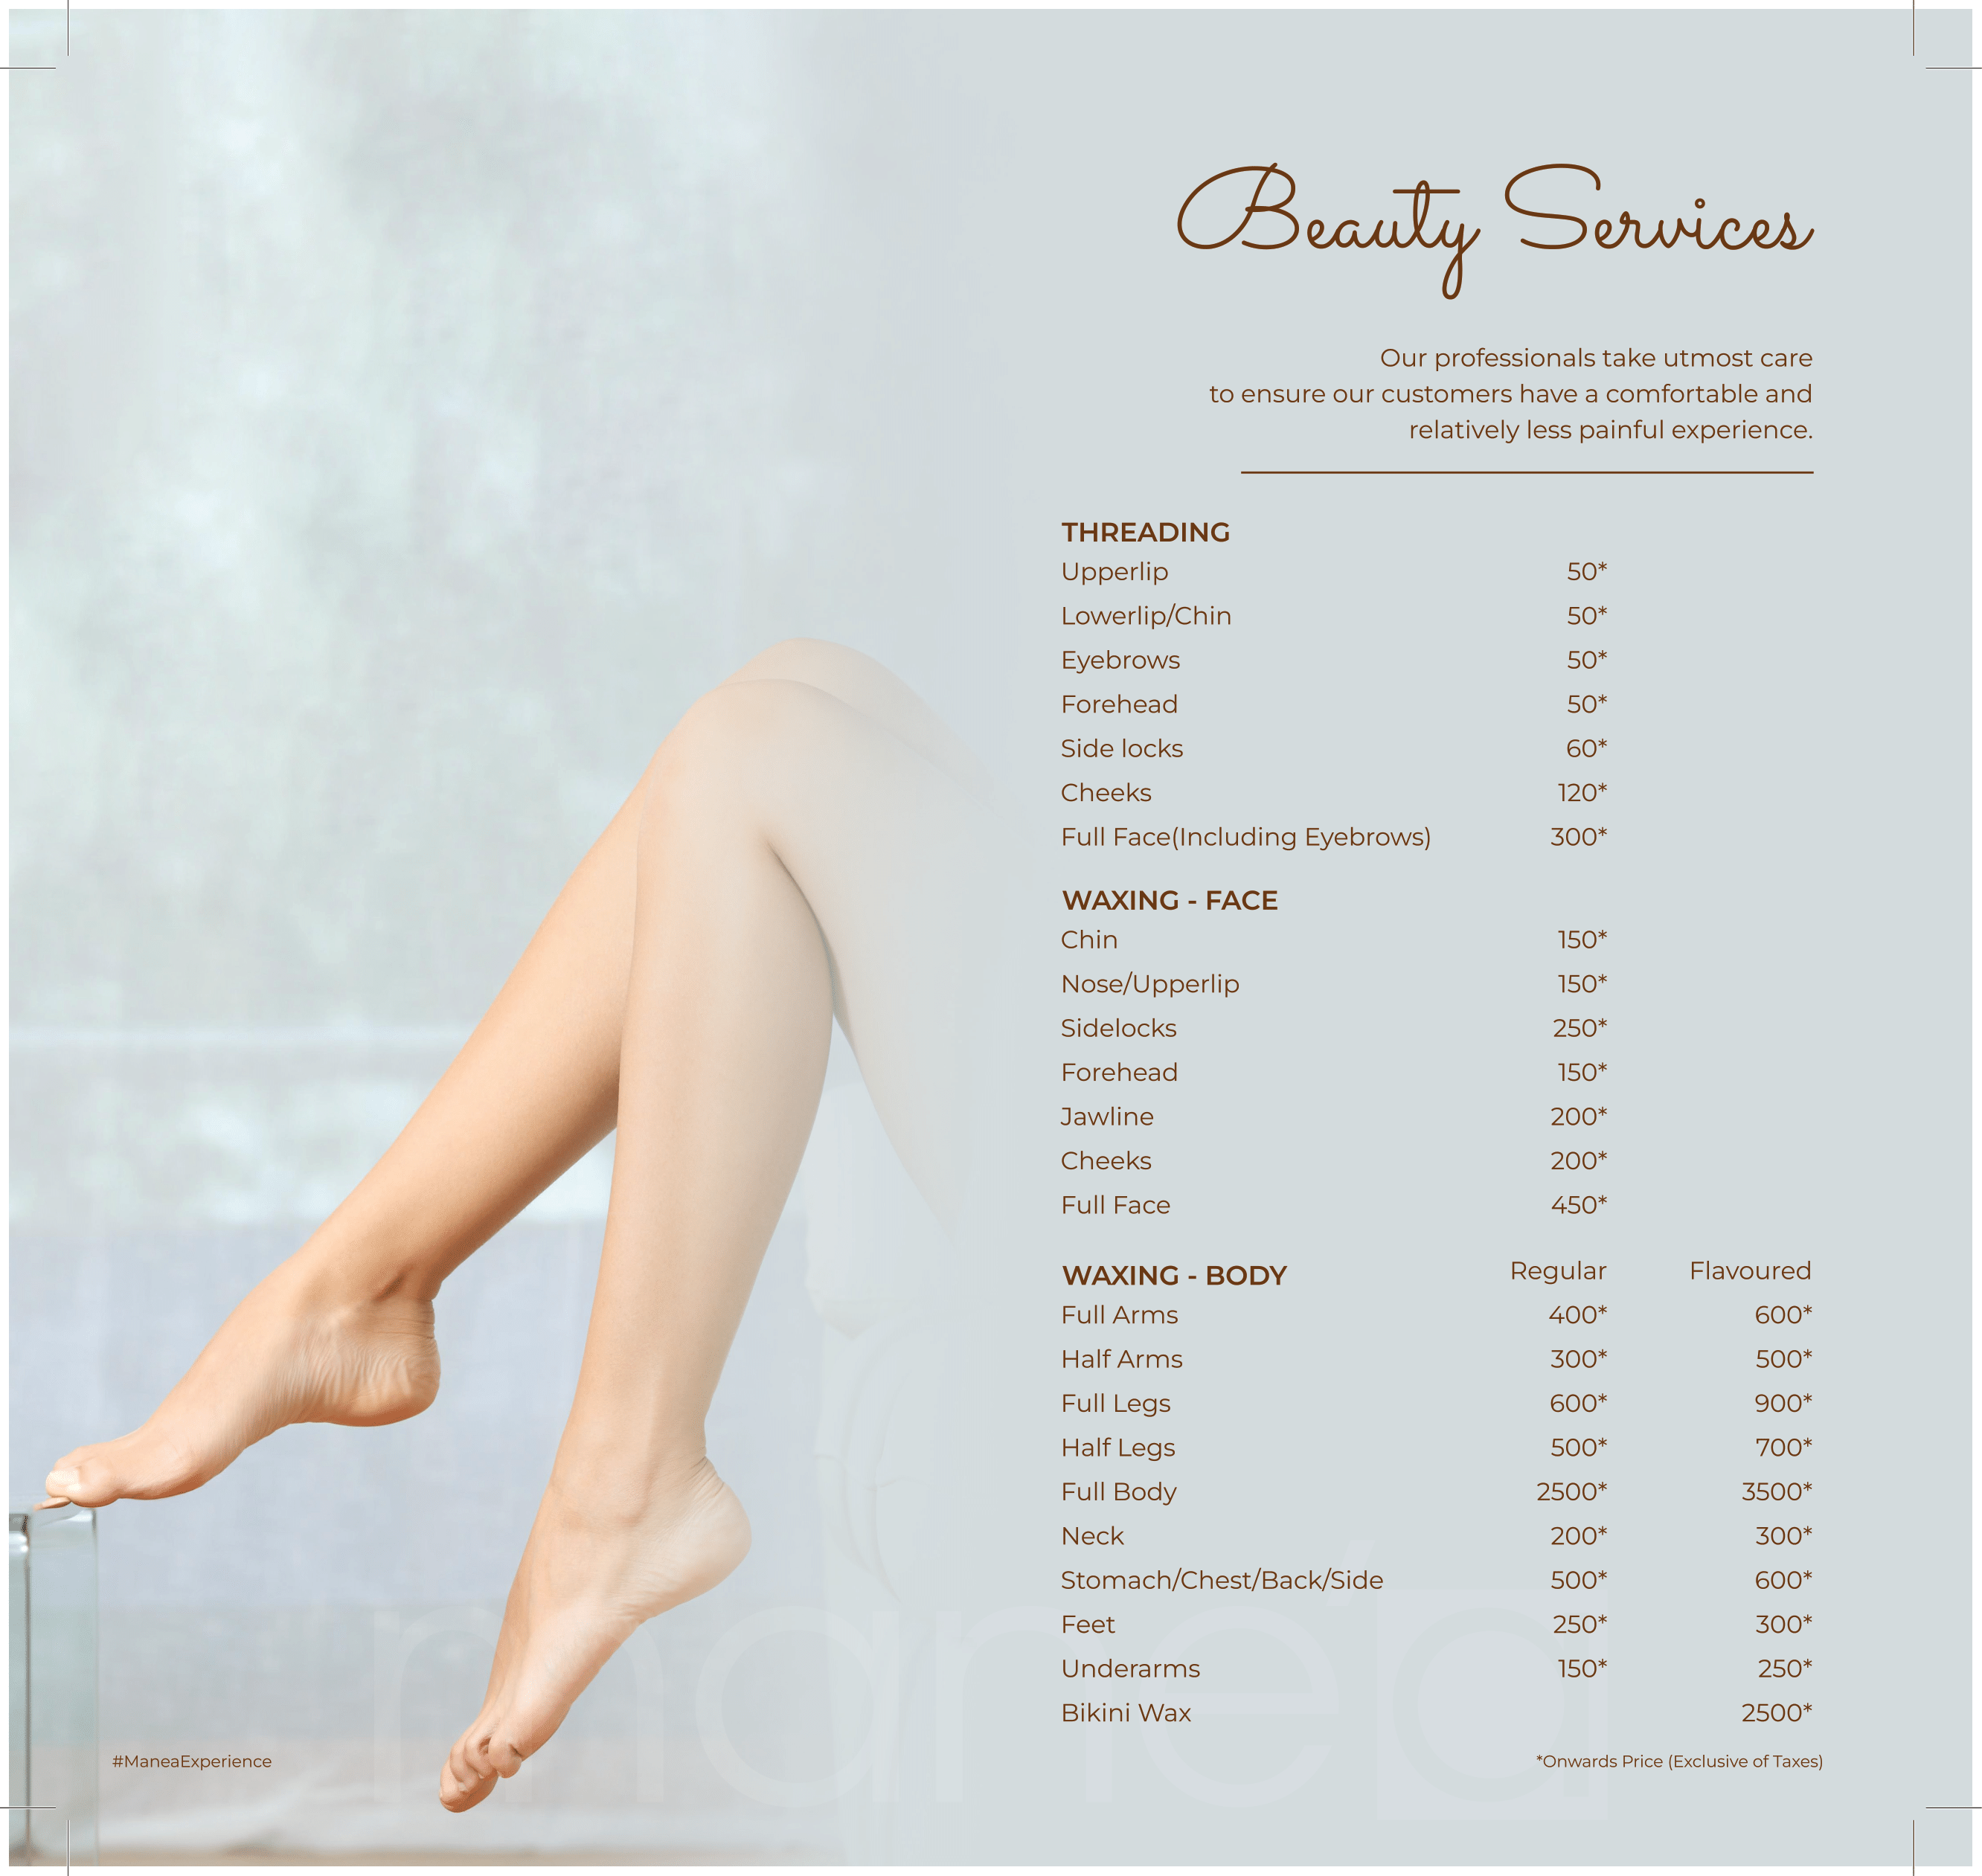 Beauty Services
Our professionals take utmost care
to ensure our customers have a comfortable and
relatively less painful experience.
THREADING
Upperlip 50*
Lowerlip/Chin 50*
Eyebrows 50*
Forehead 50*
Side locks 60*
Cheeks 120*
Full Face(Including Eyebrows) 300*
WAXING - FACE
Chin 150*
Nose/Upperlip 150*
Sidelocks 250*
Forehead 150*
Jawline 200*
Cheeks 200*
Full Face 450*
WAXING - BODY Regular Flavoured
Full Arms 400* 600*
Half Arms 300* 500*
Full Legs 600* 900*
Half Legs 500* 700*
Full Body 2500* 3500*
Neck 200* 300*
Stomach/Chest/Back/Side 500* 600*
Feet 250* 300*
Underarms 150* 250*
Bikini Wax 2500*
mane'a
#ManeaExperience
*Onwards Price (Exclusive of Taxes)